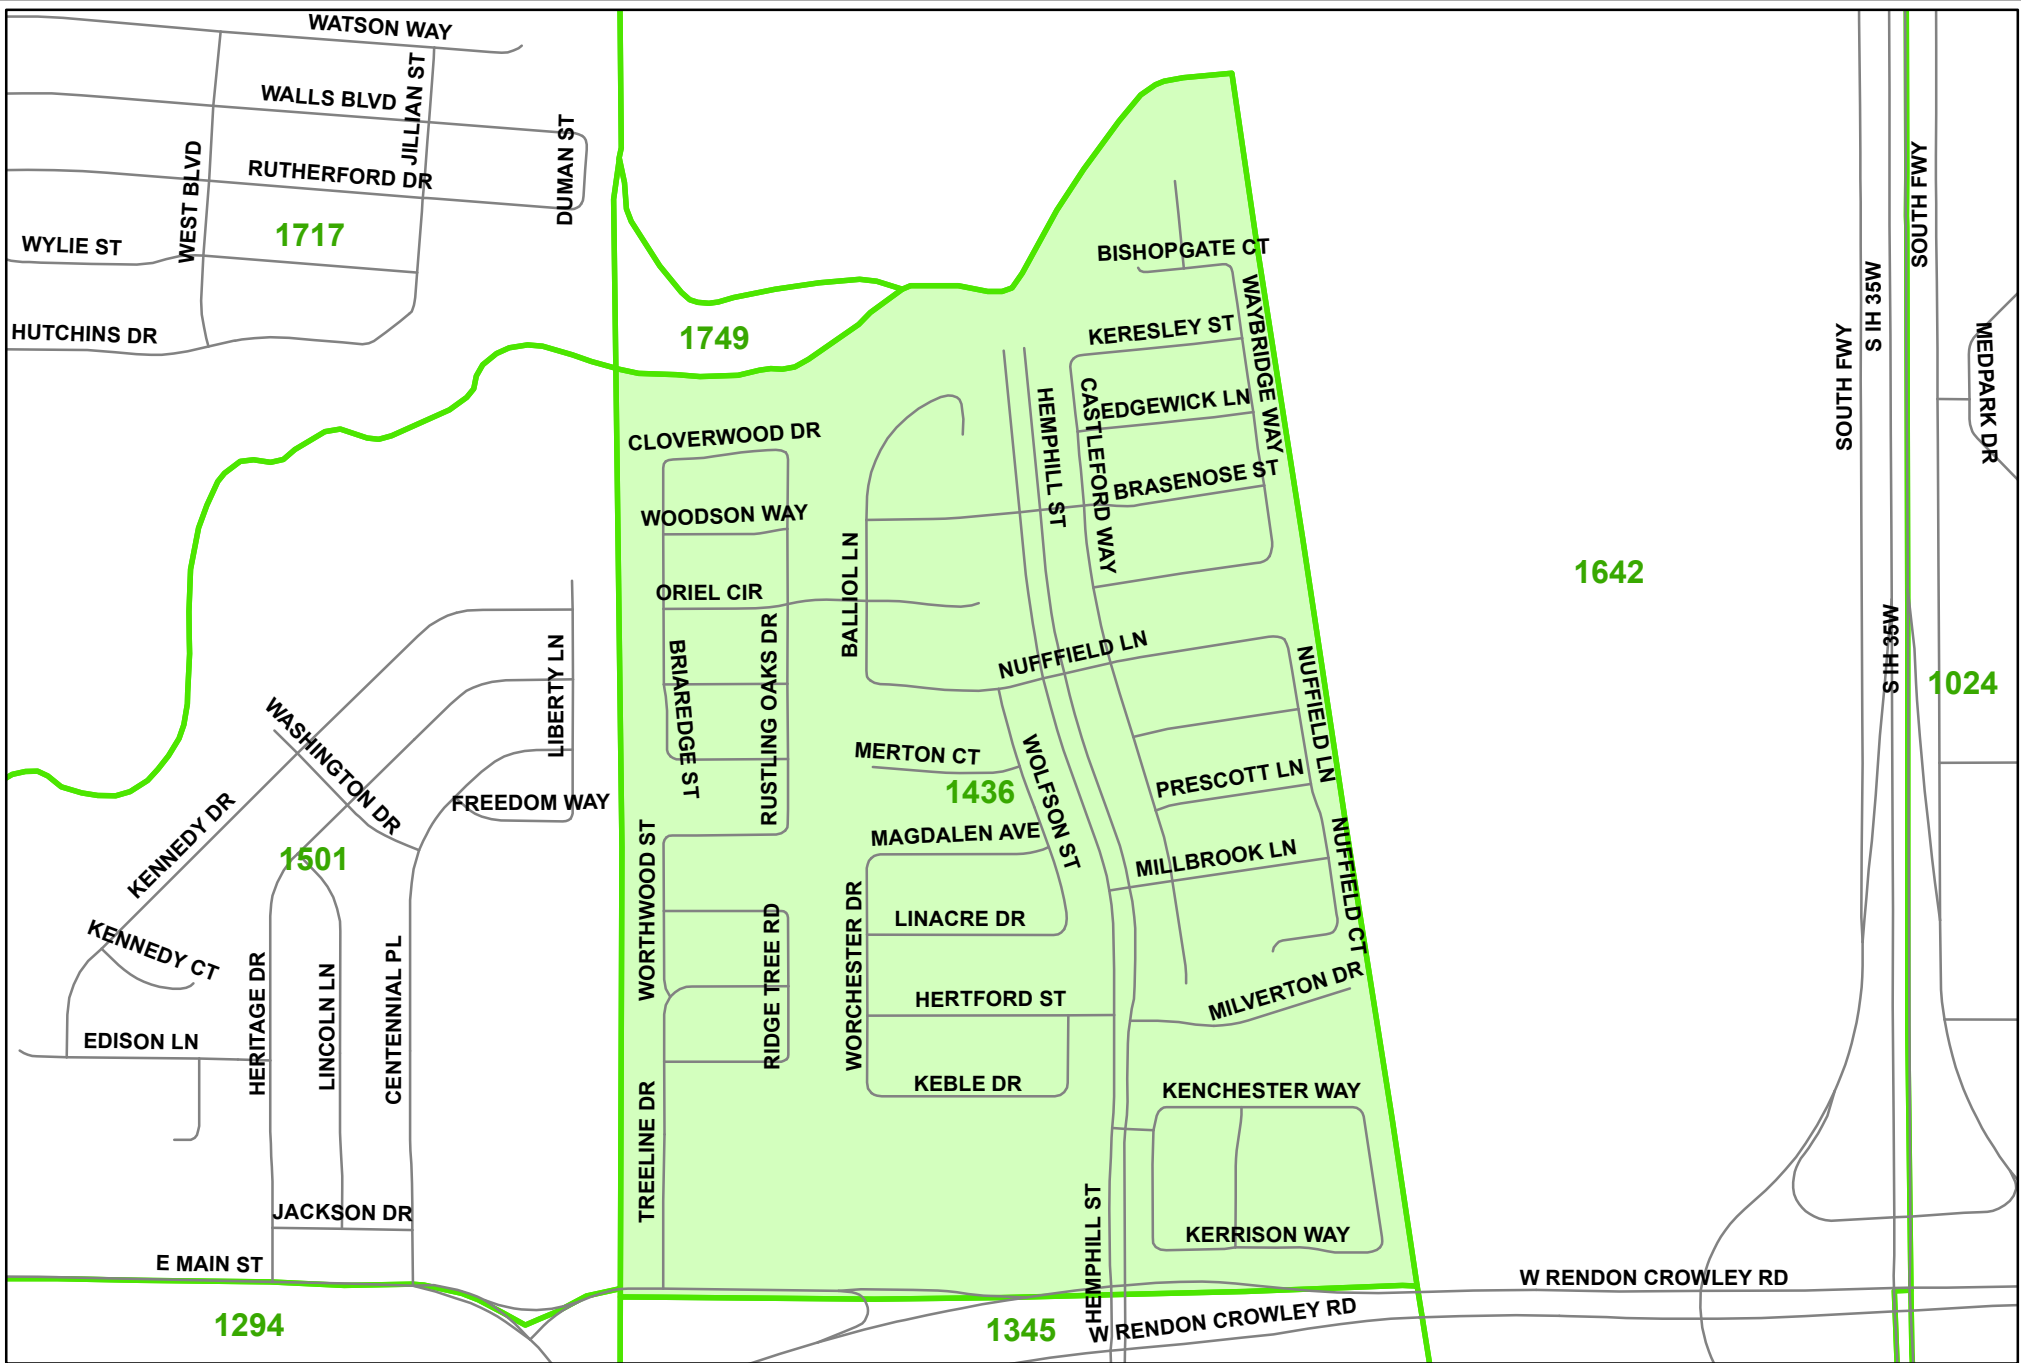 WATSON WAY
WALLS BLVD
JILLIAN ST
DUMAN ST
WEST BLVD
RUTHERFORD DR
1717
WYLIE ST
HUTCHINS DR
1749
BISHOPGATE CT
WAYBRIDGE WAY
KERESLEY ST
CASTLEFORD WAY
EDGEWICK LN
HEMPHILL ST
BRASENOSE ST
CLOVERWOOD DR
WOODSON WAY
ORIEL CIR
BALLIOL LN
BRIAREDGE ST
RUSTLING OAKS DR
NUFFFIELD LN
NUFFIELD LN
MERTON CT
1436
WOLFSON ST
PRESCOTT LN
MAGDALEN AVE
MILLBROOK LN
NUFFIELD CT
WORTHWOOD ST
RIDGE TREE RD
WORCHESTER DR
LINACRE DR
HERTFORD ST
MILVERTON DR
KEBLE DR
KENCHESTER WAY
TREELINE DR
HEMPHILL ST
KERRISON WAY
SOUTH FWY
S IH 35W
SOUTH FWY
MEDPARK DR
1642
S IH 35W
1024
LIBERTY LN
WASHINGTON DR
FREEDOM WAY
KENNEDY DR
1501
KENNEDY CT
HERITAGE DR
LINCOLN LN
CENTENNIAL PL
EDISON LN
JACKSON DR
E MAIN ST
1294
1345
W RENDON CROWLEY RD
W RENDON CROWLEY RD